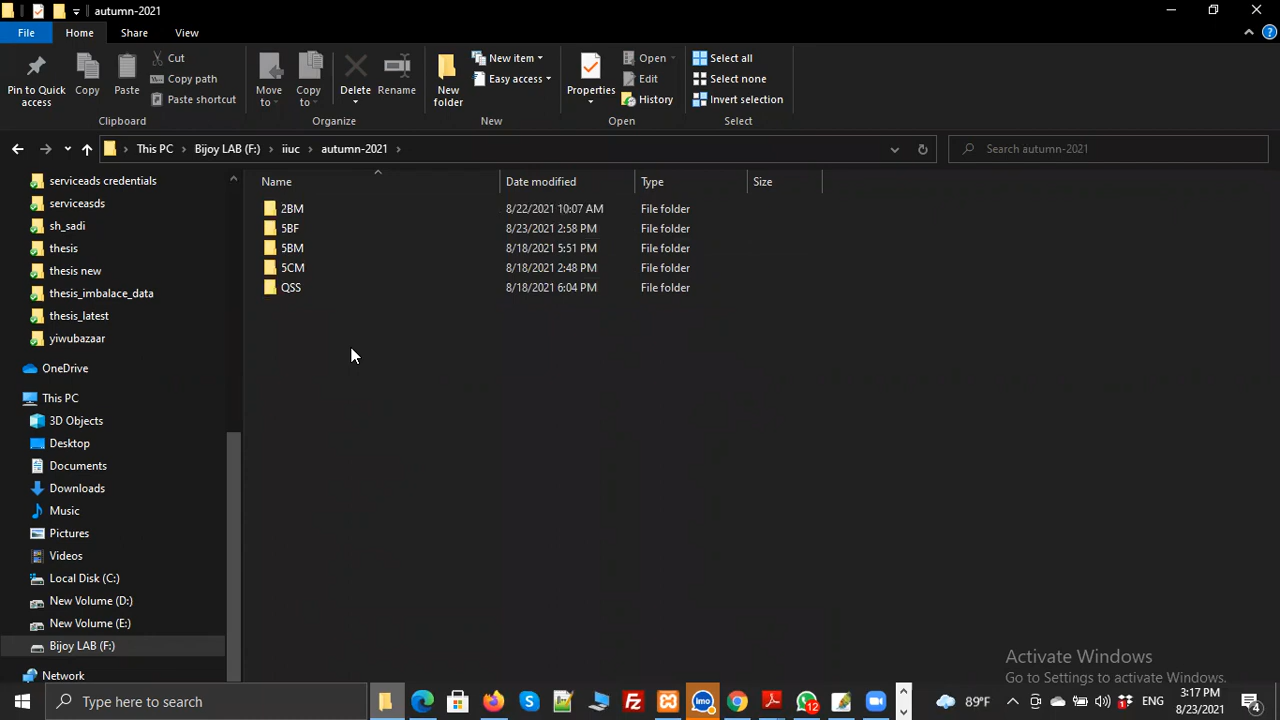 autumn-2021
File Home Share View
Pin to Quick access
Copy
Paste
Cut
Copy path
Paste shortcut
Clipboard
Move to
Copy to
Delete
Rename
Organize
New folder
New item
Easy access
New
Properties
Open
Edit
History
Open
Select all
Select none
Invert selection
Select
This PC > Bijoy LAB (F:) > iiuc > autumn-2021 >
Search autumn-2021
serviceads credentials
serviceasds
sh_sadi
thesis
thesis new
thesis_imbalace_data
thesis_latest
yiwubazaar
OneDrive
This PC
3D Objects
Desktop
Documents
Downloads
Music
Pictures
Videos
Local Disk (C:)
New Volume (D:)
New Volume (E:)
Bijoy LAB (F:)
Network
Name Date modified Type Size
2BM 8/22/2021 10:07 AM File folder
5BF 8/23/2021 2:58 PM File folder
5BM 8/18/2021 5:51 PM File folder
5CM 8/18/2021 2:48 PM File folder
QSS 8/18/2021 6:04 PM File folder
Activate Windows
Go to Settings to activate Windows.
Type here to search
imo
12
89°F
ENG
3:17 PM
8/23/2021
4